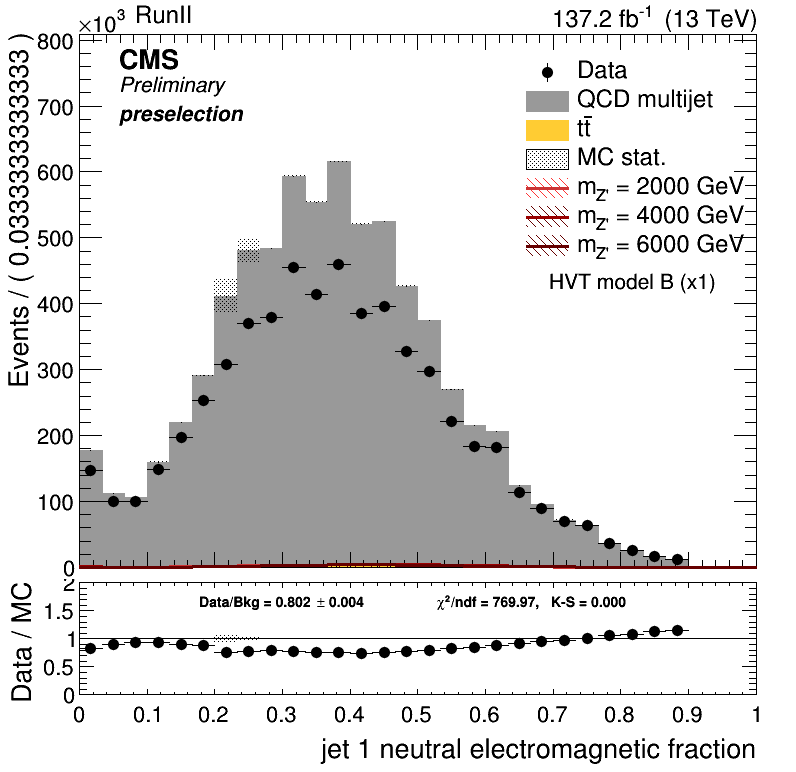 ×10³ RunII
137.2 fb⁻¹ (13 TeV)
CMS
Preliminary
preselection
Data
QCD multijet
tt̄
MC stat.
m_Z' = 2000 GeV
m_Z' = 4000 GeV
m_Z' = 6000 GeV
HVT model B (x1)
Events / ( 0.0333333333333333 )
800
700
600
500
400
300
200
100
0
Data/Bkg = 0.802 ± 0.004
χ²/ndf = 769.97, K-S = 0.000
Data / MC
2
1.5
1
0.5
0
0 0.1 0.2 0.3 0.4 0.5 0.6 0.7 0.8 0.9 1
jet 1 neutral electromagnetic fraction